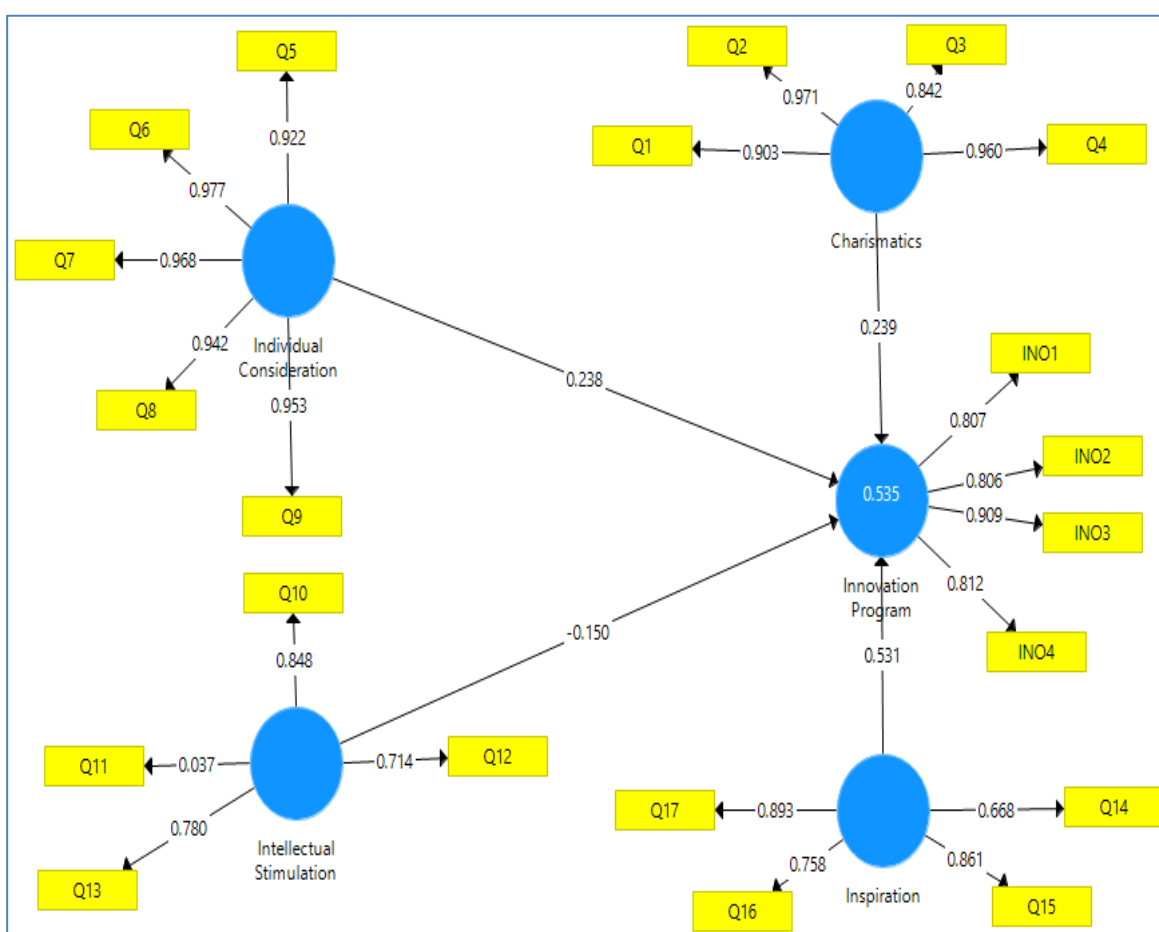 Q5
Q2
Q3
Q6
0.971
0.842
0.922
Q1
0.903
0.960
Q4
0.977
Q7
0.968
Charismatics
0.942
Individual
Consideration
0.239
Q8
0.953
0.238
INO1
0.807
INO2
0.806
Q9
0.535
0.909
INO3
Q10
Innovation
Program
0.812
0.848
-0.150
0.531
INO4
Q11
0.037
0.714
Q12
Q17
0.893
0.668
Q14
0.780
Intellectual
Stimulation
0.758
0.861
Q13
Inspiration
Q16
Q15